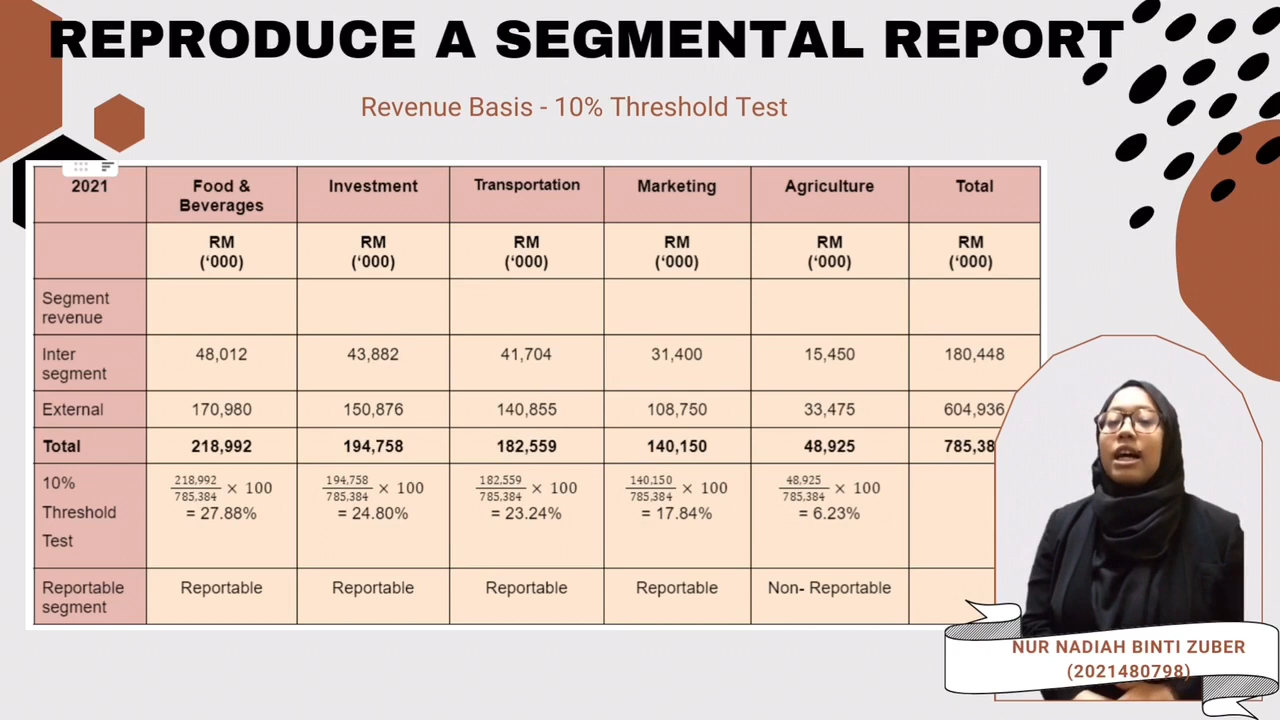 REPRODUCE A SEGMENTAL REPORT
Revenue Basis - 10% Threshold Test
2021 Food & Beverages Investment Transportation Marketing Agriculture Total
RM (‘000) RM (‘000) RM (‘000) RM (‘000) RM (‘000) RM (‘000)
Segment revenue
Inter segment 48,012 43,882 41,704 31,400 15,450 180,448
External 170,980 150,876 140,855 108,750 33,475 604,936
Total 218,992 194,758 182,559 140,150 48,925 785,38
10% Threshold Test 218,992/785,384 × 100 = 27.88% 194,758/785,384 × 100 = 24.80% 182,559/785,384 × 100 = 23.24% 140,150/785,384 × 100 = 17.84% 48,925/785,384 × 100 = 6.23%
Reportable segment Reportable Reportable Reportable Reportable Non- Reportable
NUR NADIAH BINTI ZUBER
(2021480798)